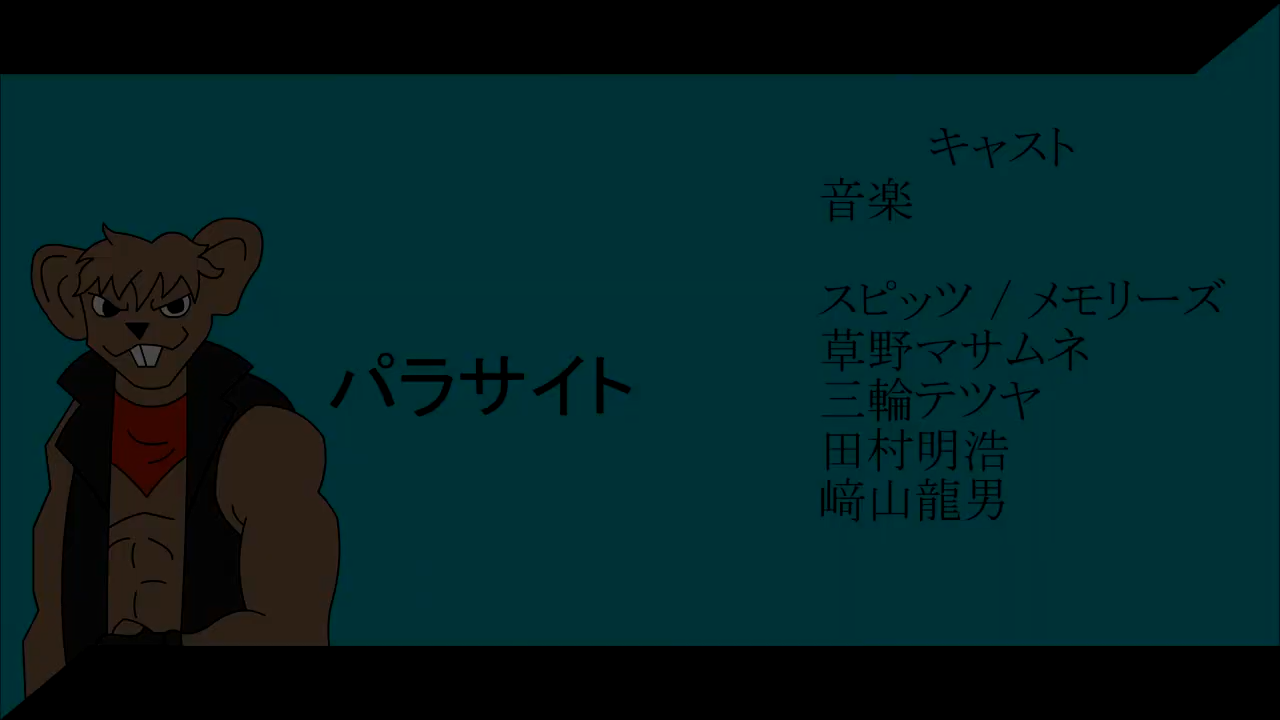 キャスト
音楽
スピッツ / メモリーズ
草野マサムネ
三輪テツヤ
田村明浩
﨑山龍男
パラサイト